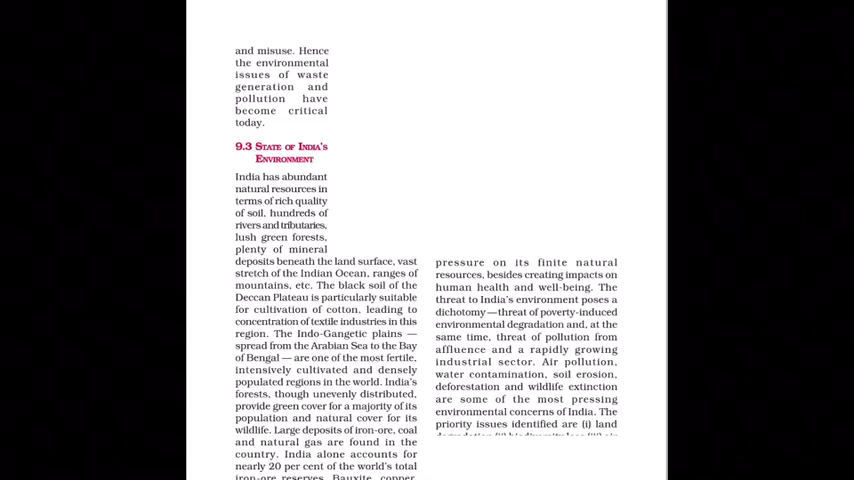 and misuse. Hence
the environmental
issues of waste
generation and
pollution have
become critical
today.
9.3 STATE OF INDIA'S
ENVIRONMENT
India has abundant
natural resources in
terms of rich quality
of soil, hundreds of
rivers and tributaries,
lush green forests,
plenty of mineral
deposits beneath the land surface, vast
stretch of the Indian Ocean, ranges of
mountains, etc. The black soil of the
Deccan Plateau is particularly suitable
for cultivation of cotton, leading to
concentration of textile industries in this
region. The Indo-Gangetic plains —
spread from the Arabian Sea to the Bay
of Bengal — are one of the most fertile,
intensively cultivated and densely
populated regions in the world. India's
forests, though unevenly distributed,
provide green cover for a majority of its
population and natural cover for its
wildlife. Large deposits of iron-ore, coal
and natural gas are found in the
country. India alone accounts for
nearly 20 per cent of the world's total
iron-ore reserves. Bauxite, copper,
pressure on its finite natural
resources, besides creating impacts on
human health and well-being. The
threat to India's environment poses a
dichotomy—threat of poverty-induced
environmental degradation and, at the
same time, threat of pollution from
affluence and a rapidly growing
industrial sector. Air pollution,
water contamination, soil erosion,
deforestation and wildlife extinction
are some of the most pressing
environmental concerns of India. The
priority issues identified are (i) land